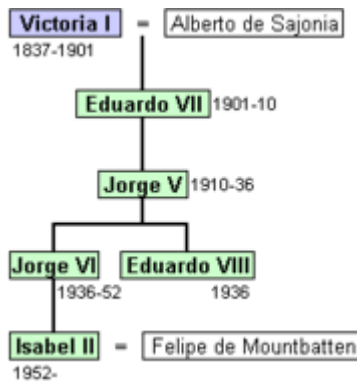 Victoria I = Alberto de Sajonia
1837-1901
Eduardo VII 1901-10
Jorge V 1910-36
Jorge VI Eduardo VIII
1936-52 1936
Isabel II = Felipe de Mountbatten
1952-